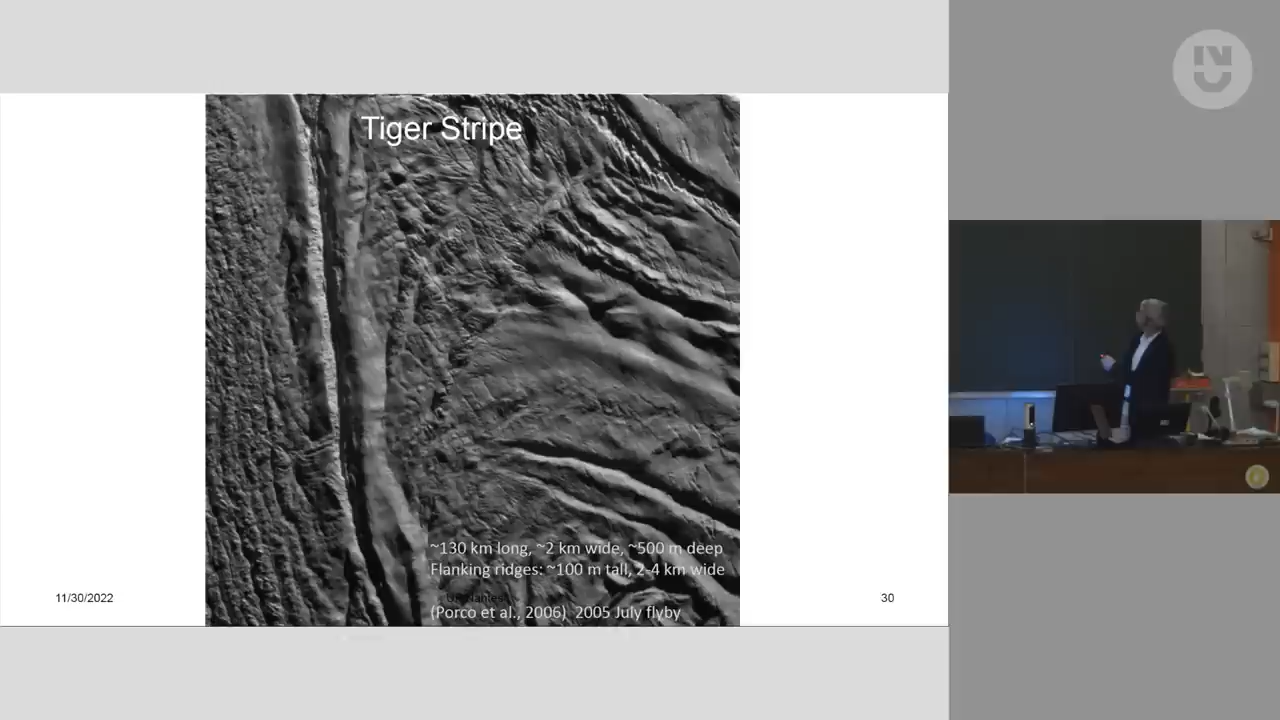 Tiger Stripe
~130 km long, ~2 km wide, ~500 m deep
Flanking ridges: ~100 m tall, 2-4 km wide
(Porco et al., 2006) 2005 July flyby
11/30/2022
30